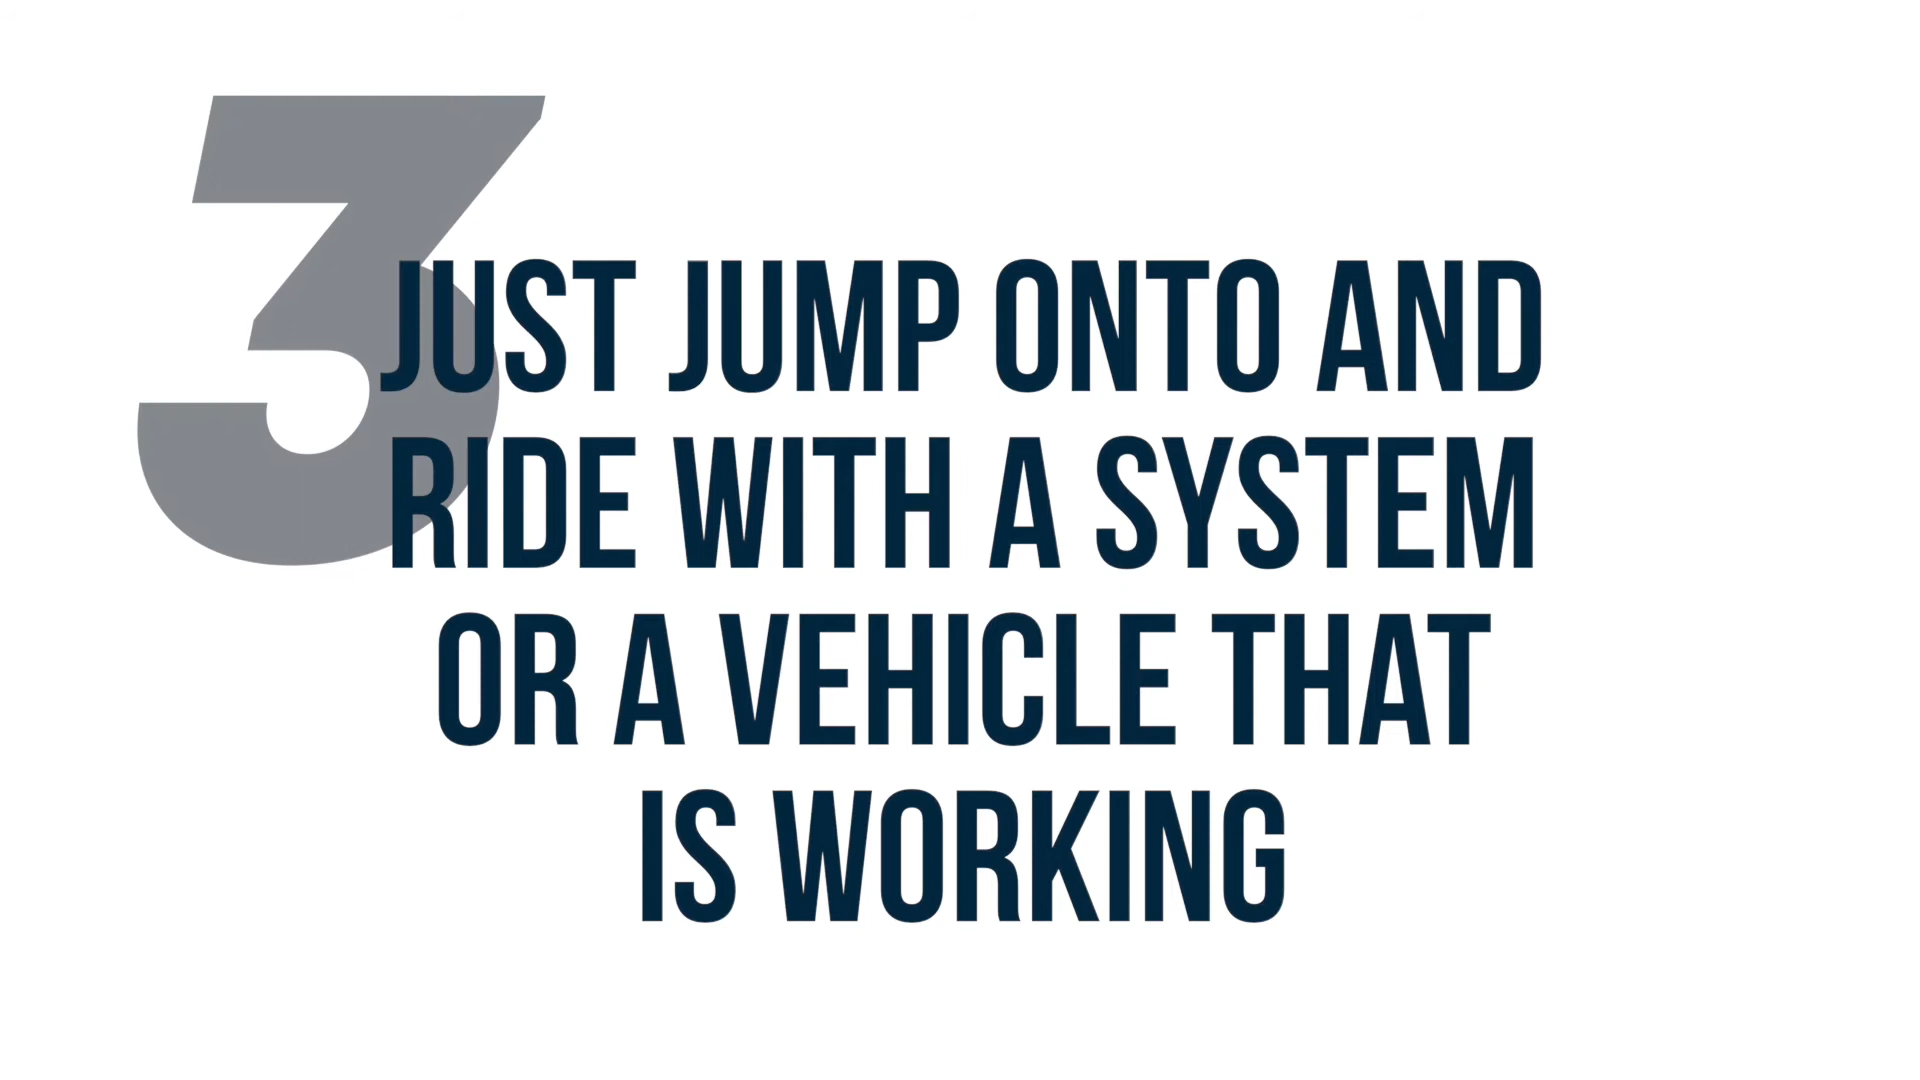 3
JUST JUMP ONTO AND
RIDE WITH A SYSTEM
OR A VEHICLE THAT
IS WORKING